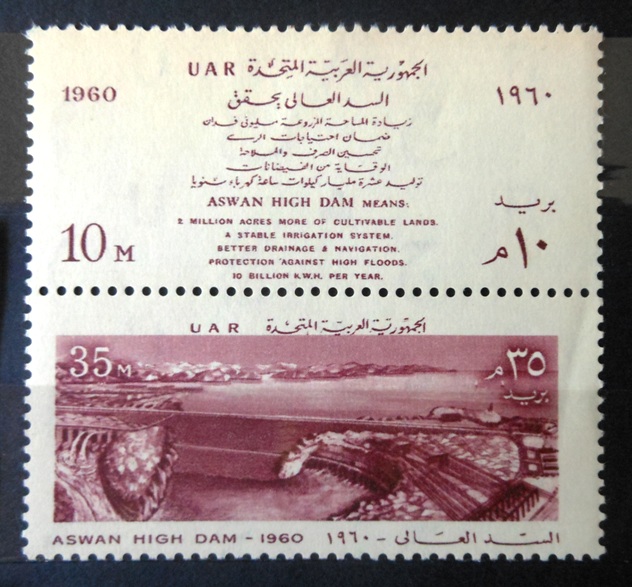 UAR الجمهورية العربية المتحدة
1960 السد العالى يحقق ١٩٦٠
زيادة المساحة المزروعة مليونى فدان
ضمان احتياجات الرى
تحسين الصرف والملاحة
الوقاية من الفيضانات
توليد عشرة مليار كيلوات ساعة كهرباء سنويا
ASWAN HIGH DAM MEANS:
2 MILLION ACRES MORE OF CULTIVABLE LANDS.
A STABLE IRRIGATION SYSTEM.
BETTER DRAINAGE & NAVIGATION.
PROTECTION AGAINST HIGH FLOODS.
10 BILLION K.W.H. PER YEAR.
بريد
10 M ١٠ م
UAR الجمهورية العربية المتحدة
35 M ٣٥ م
بريد
ASWAN HIGH DAM - 1960 السد العالى - ١٩٦٠